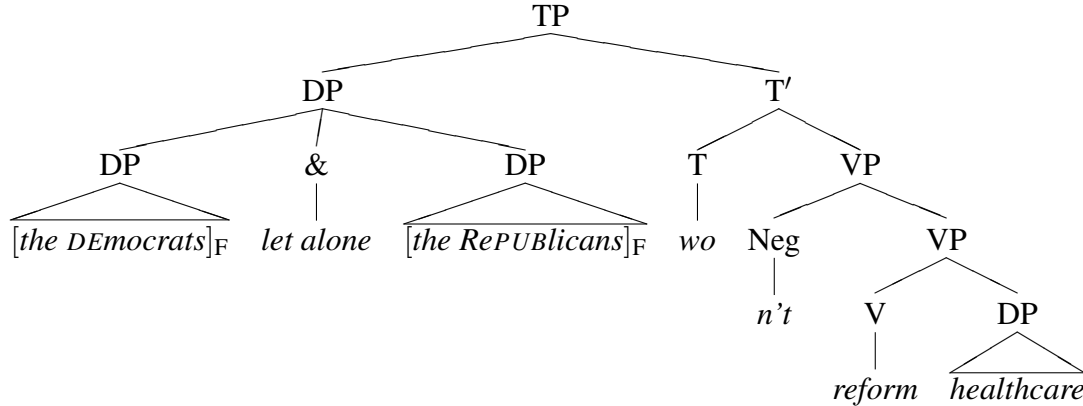 TP
DP T′
DP & DP T VP
[the DEmocrats]F let alone [the RePUBlicans]F wo Neg VP
n't V DP
reform healthcare